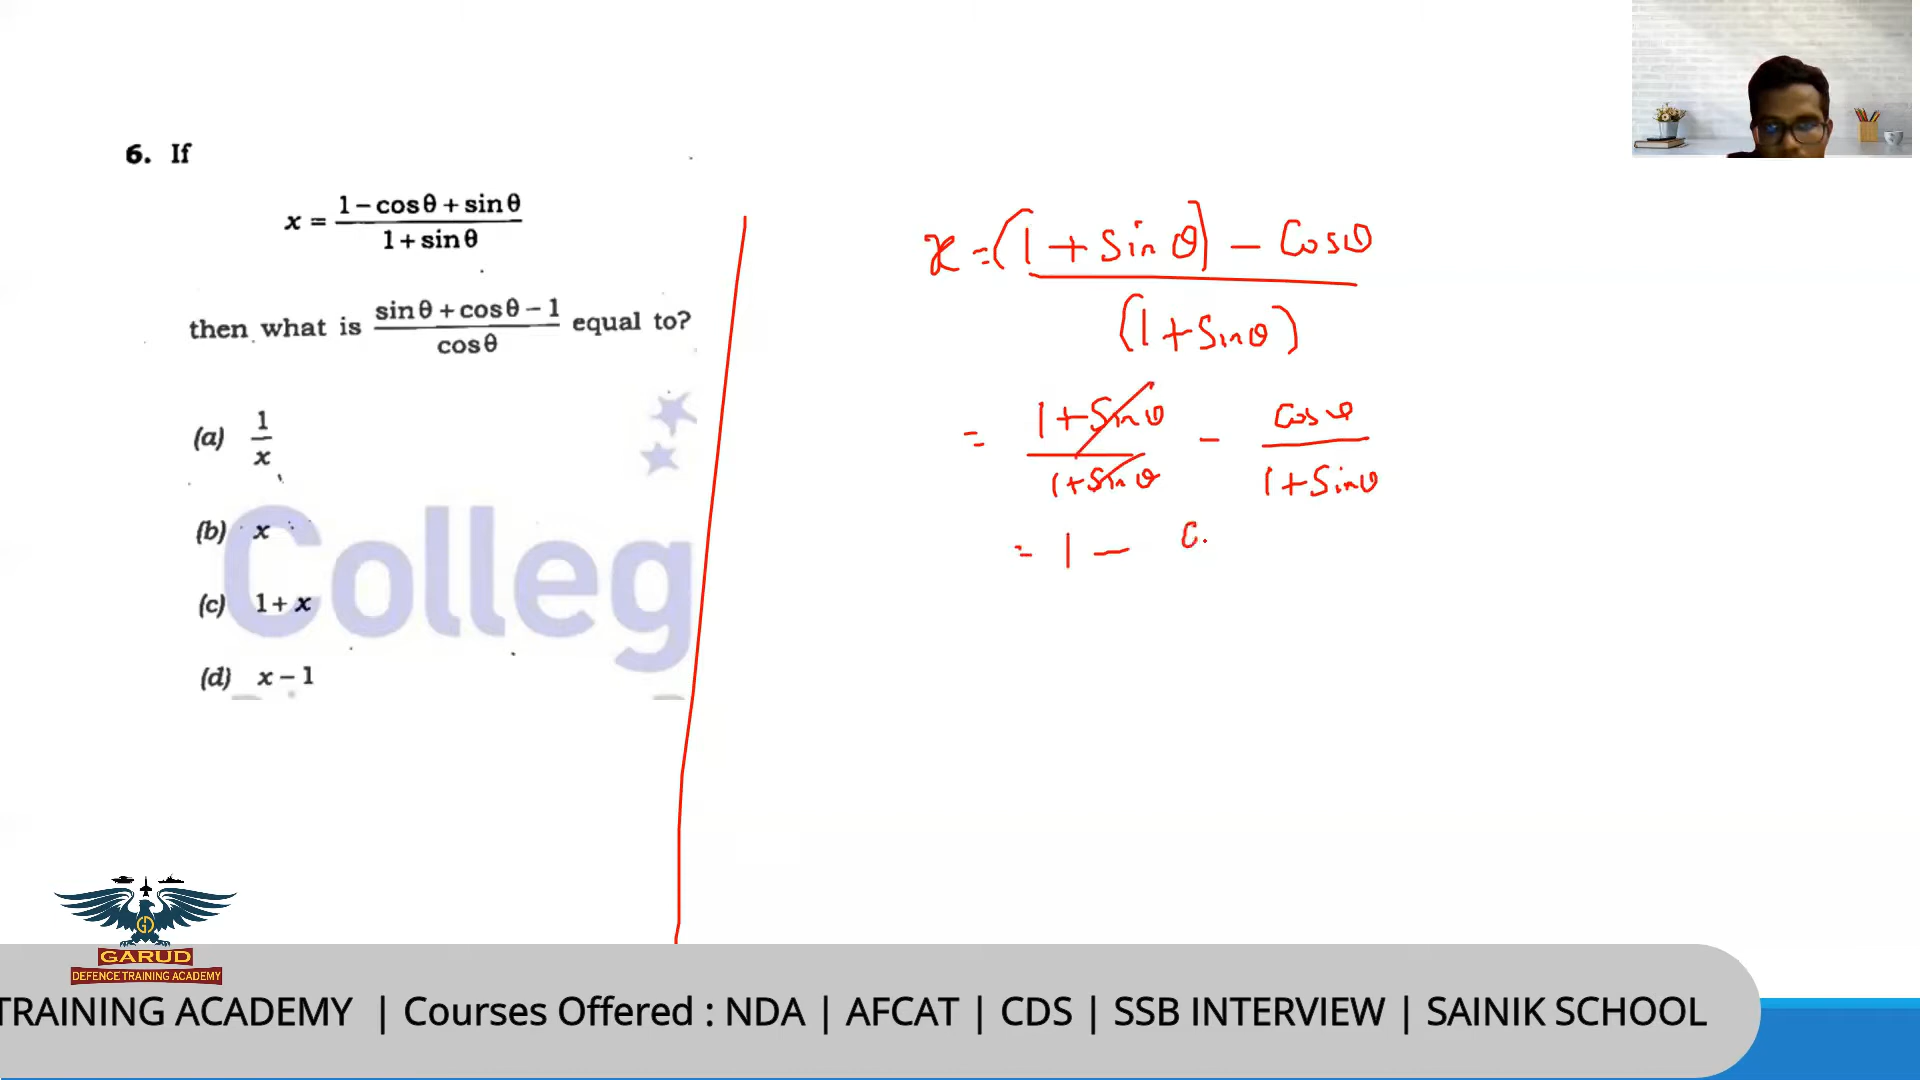 6. If
x = 1 − cosθ + sinθ / 1 + sinθ
then what is sinθ + cosθ − 1 / cosθ equal to?
(a) 1/x
(b) x
(c) 1 + x
(d) x − 1
Colleg
x = (1 + Sinθ) − Cosθ / (1 + Sinθ)
= 1 + Sinθ / 1 + Sinθ − Cosθ / 1 + Sinθ
= 1 − C
GARUD
DEFENCE TRAINING ACADEMY
TRAINING ACADEMY | Courses Offered : NDA | AFCAT | CDS | SSB INTERVIEW | SAINIK SCHOOL